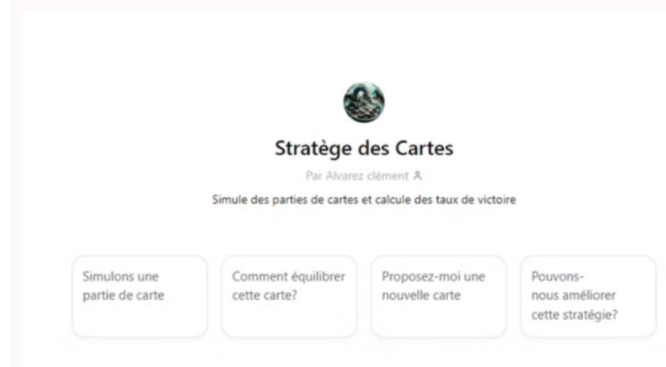 Stratège des Cartes
Par Alvarez clément
Simule des parties de cartes et calcule des taux de victoire
Simulons une
partie de carte
Comment équilibrer
cette carte?
Proposez-moi une
nouvelle carte
Pouvons-
nous améliorer
cette stratégie?